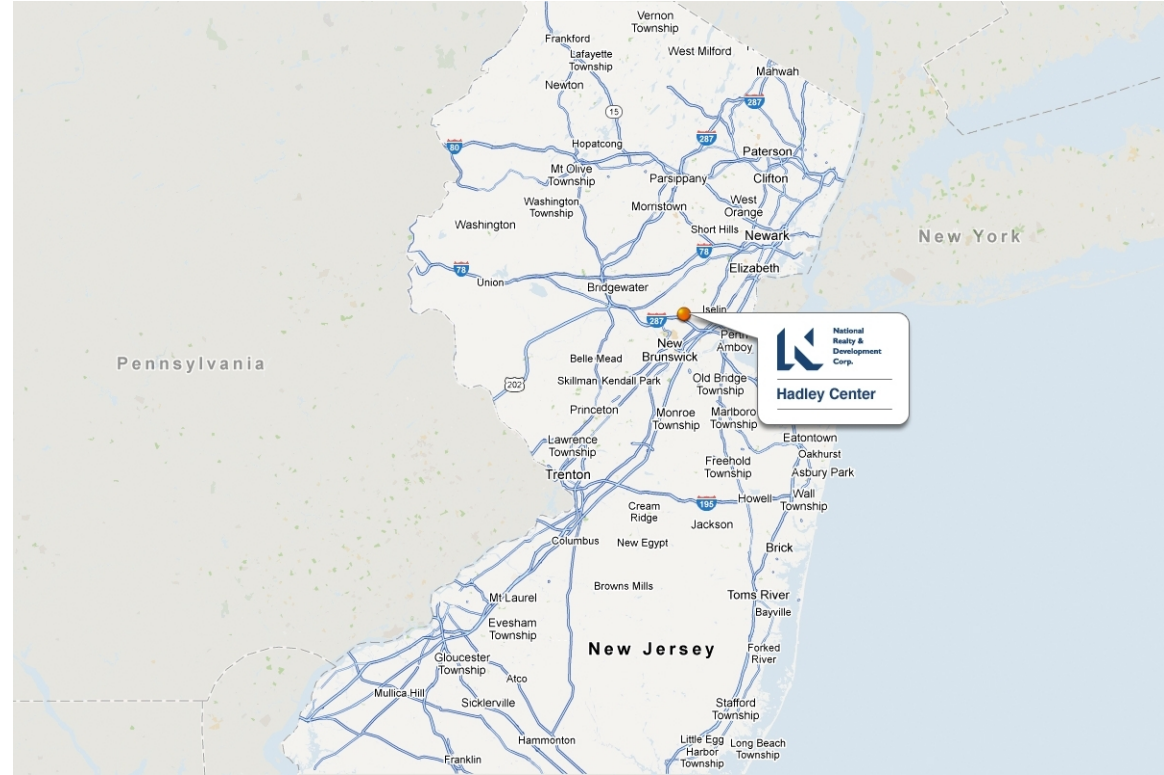 Vernon
Township
Frankford
West Milford
Lafayette
Township
Mahwah
Newton
287
15
287
80
Hopatcong
Paterson
Mt Olive
Township
Parsippany
Clifton
Washington
Township
Morristown
West
Orange
Washington
Short Hills
Newark
New York
78
78
Elizabeth
Union
Bridgewater
Iselin
287
National
Realty &
Development
Corp.
Hadley Center
Perth
Amboy
New
Brunswick
Pennsylvania
Belle Mead
202
Skillman
Kendall Park
Old Bridge
Township
Princeton
Monroe
Township
Marlboro
Township
Eatontown
Lawrence
Township
Oakhurst
Freehold
Township
Asbury Park
Trenton
195
Howell
Wall
Township
Cream
Ridge
Jackson
Columbus
New Egypt
Brick
Browns Mills
Toms River
Mt Laurel
Bayville
Evesham
Township
New Jersey
Forked
River
Gloucester
Township
Atco
Mullica Hill
Sicklerville
Stafford
Township
Hammonton
Little Egg
Harbor
Township
Long Beach
Township
Franklin